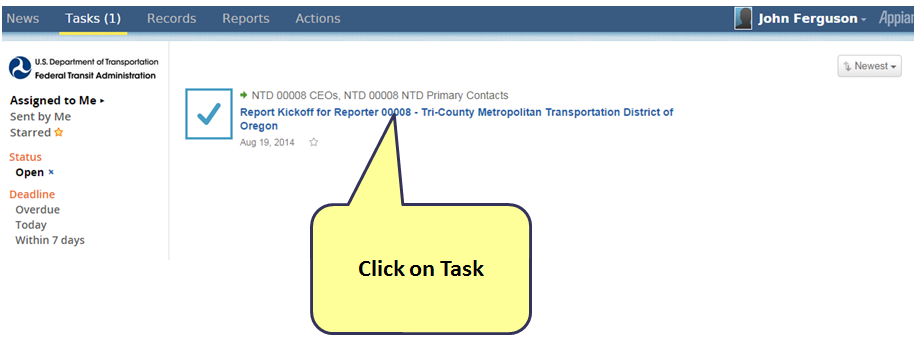 News Tasks (1) Records Reports Actions John Ferguson Appian
U.S. Department of Transportation
Federal Transit Administration
Newest
Assigned to Me
Sent by Me
Starred
Status
Open ×
Deadline
Overdue
Today
Within 7 days
NTD 00008 CEOs, NTD 00008 NTD Primary Contacts
Report Kickoff for Reporter 00008 - Tri-County Metropolitan Transportation District of
Oregon
Aug 19, 2014
Click on Task